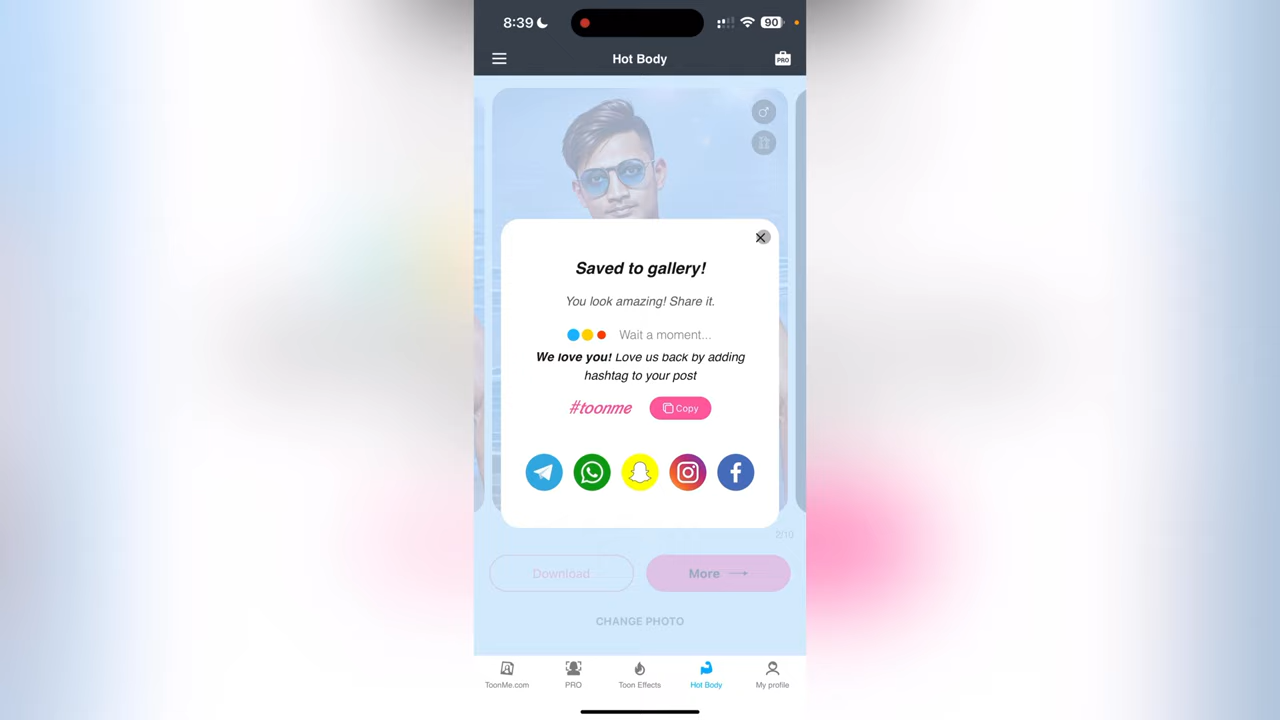 8:39
90
Hot Body
PRO
Saved to gallery!
You look amazing! Share it.
Wait a moment...
We love you! Love us back by adding
hashtag to your post
#toonme
Copy
2/10
Download
More
CHANGE PHOTO
ToonMe.com
PRO
Toon Effects
Hot Body
My profile